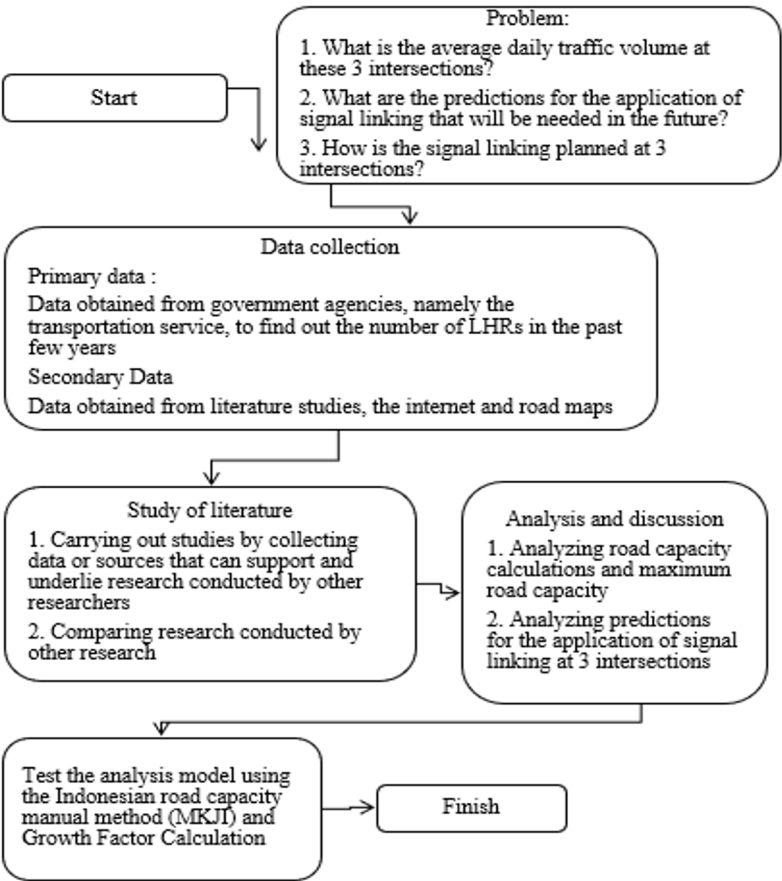 Start
Problem:
1. What is the average daily traffic volume at
these 3 intersections?
2. What are the predictions for the application of
signal linking that will be needed in the future?
3. How is the signal linking planned at 3
intersections?
Data collection
Primary data :
Data obtained from government agencies, namely the
transportation service, to find out the number of LHRs in the past
few years
Secondary Data
Data obtained from literature studies, the internet and road maps
Study of literature
1. Carrying out studies by collecting
data or sources that can support and
underlie research conducted by other
researchers
2. Comparing research conducted by
other research
Analysis and discussion
1. Analyzing road capacity
calculations and maximum
road capacity
2. Analyzing predictions
for the application of signal
linking at 3 intersections
Test the analysis model using
the Indonesian road capacity
manual method (MKJI) and
Growth Factor Calculation
Finish